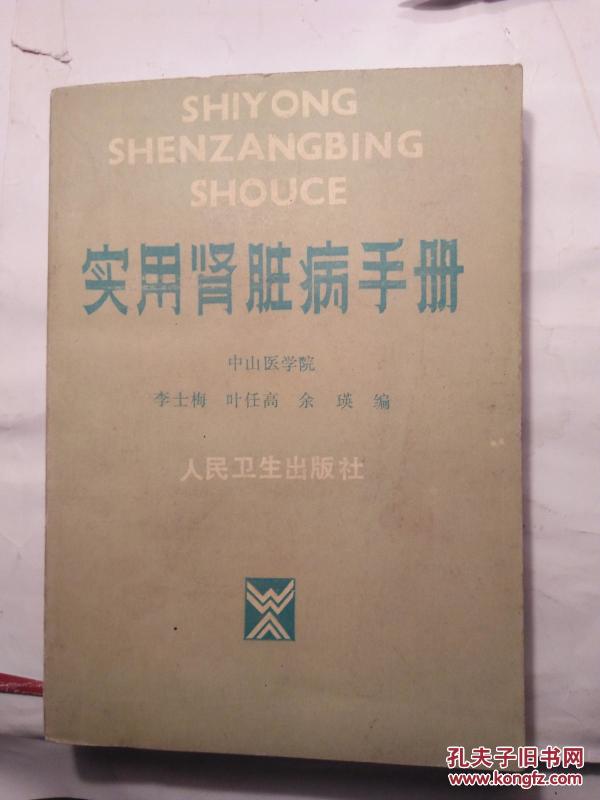 SHIYONG
SHENZANGBING
SHOUCE
实用肾脏病手册
中山医学院
李士梅 叶任高 余 瑛 编
人民卫生出版社
孔夫子旧书网
www.kongfz.com